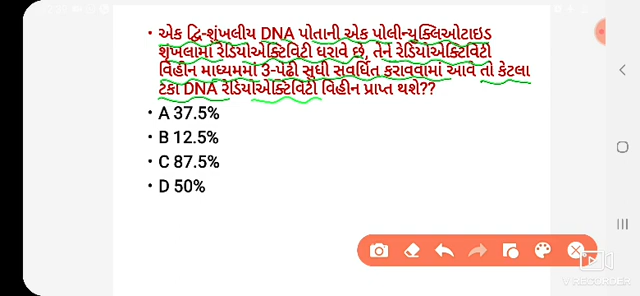 • એક દ્વિ-શૃંખલીય DNA પોતાની એક પોલીન્યુક્લિઓટાઇડ
શૃંખલામાં રેડિયોએક્ટિવિટી ધરાવે છે, તેને રેડિયોએક્ટિવિટી
વિહીન માધ્યમમાં 3-પેઢી સુધી સંવર્ધિત કરાવવામાં આવે તો કેટલા
ટકા DNA રેડિયોએક્ટિવિટી વિહીન પ્રાપ્ત થશે??
• A 37.5%
• B 12.5%
• C 87.5%
• D 50%
V RECORDER